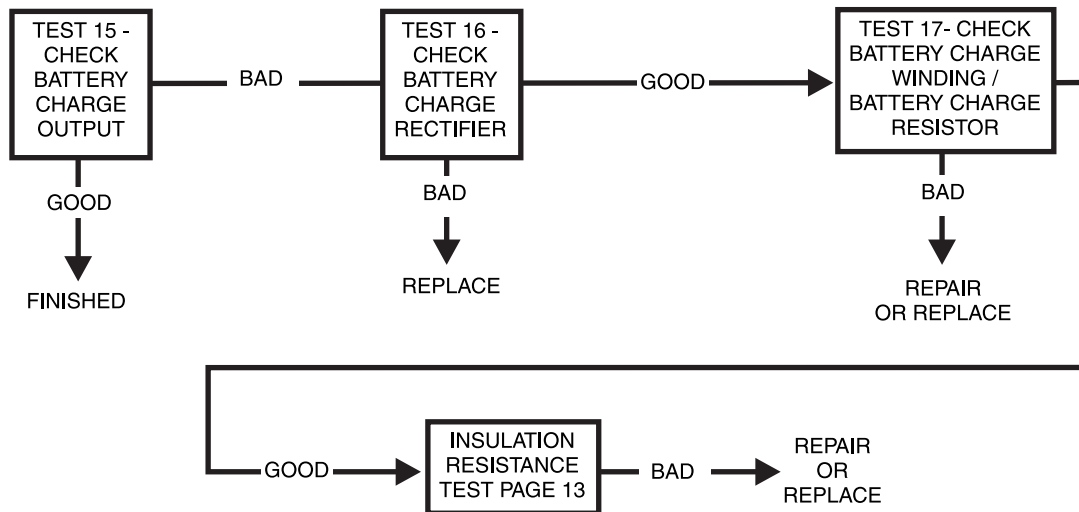 TEST 15 -
CHECK
BATTERY
CHARGE
OUTPUT
BAD
GOOD
FINISHED
TEST 16 -
CHECK
BATTERY
CHARGE
RECTIFIER
GOOD
BAD
REPLACE
TEST 17- CHECK
BATTERY CHARGE
WINDING /
BATTERY CHARGE
RESISTOR
BAD
REPAIR
OR REPLACE
GOOD
INSULATION
RESISTANCE
TEST PAGE 13
BAD
REPAIR
OR
REPLACE